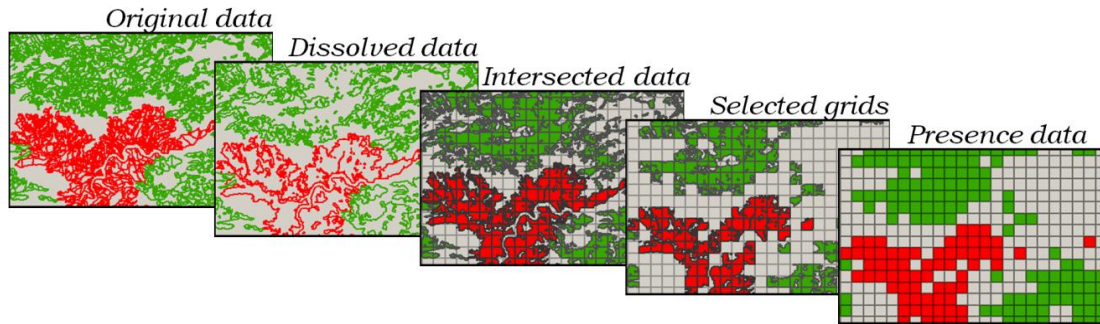 Original data
Dissolved data
Intersected data
Selected grids
Presence data